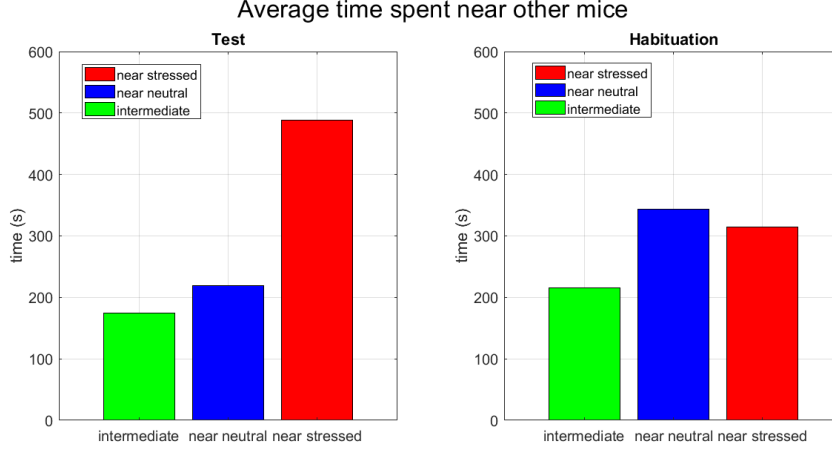 Average time spent near other mice
Test
600
500
400
300
200
100
0
time (s)
near stressed
near neutral
intermediate
intermediate near neutral near stressed
Habituation
600
500
400
300
200
100
0
time (s)
near stressed
near neutral
intermediate
intermediate near neutral near stressed